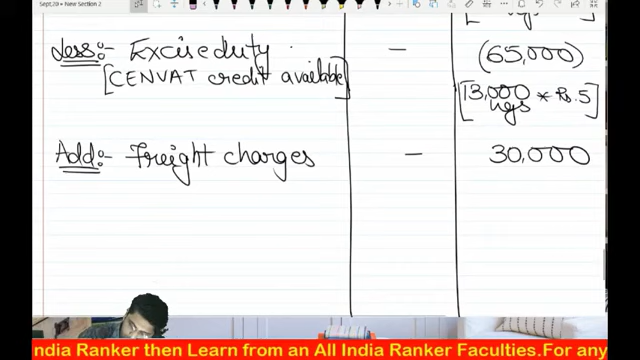 Sept.20 New Section 2
Less:- Excise duty - (65,000)
[CENVAT credit available] [13,000 kgs * Rs.5]
Add:- Freight charges - 30,000
ndia Ranker then Learn from an All India Ranker Faculties.For any